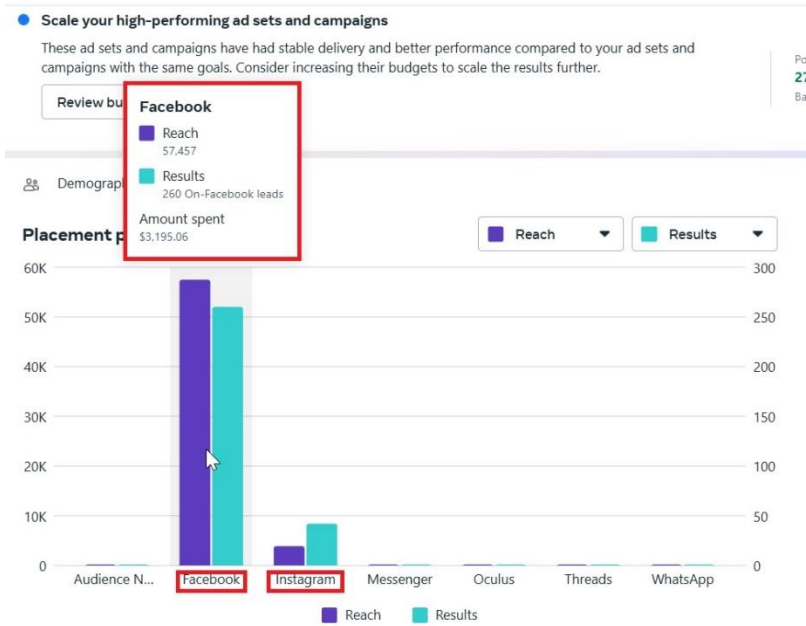 Scale your high-performing ad sets and campaigns
These ad sets and campaigns have had stable delivery and better performance compared to your ad sets and
campaigns with the same goals. Consider increasing their budgets to scale the results further.
Po
27
Ba
Review bu
Facebook
Reach
57,457
Results
260 On-Facebook leads
Amount spent
$3,195.06
Demograph
Placement p
Reach
Results
60K
300
50K
250
40K
200
30K
150
20K
100
10K
50
0
0
Audience N...
Facebook
Instagram
Messenger
Oculus
Threads
WhatsApp
Reach
Results